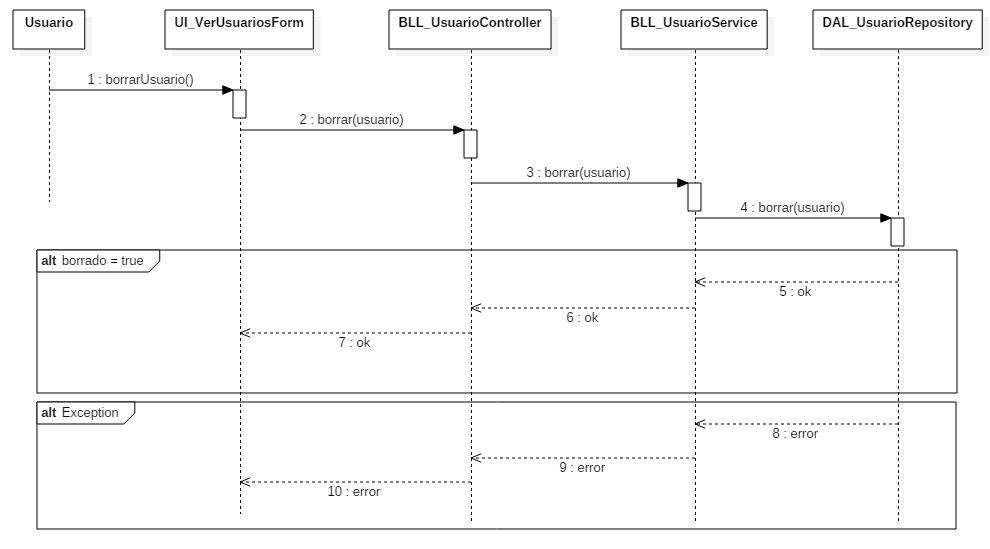 Usuario
UI_VerUsuariosForm
BLL_UsuarioController
BLL_UsuarioService
DAL_UsuarioRepository
1 : borrarUsuario()
2 : borrar(usuario)
3 : borrar(usuario)
4 : borrar(usuario)
alt borrado = true
5 : ok
6 : ok
7 : ok
alt Exception
8 : error
9 : error
10 : error